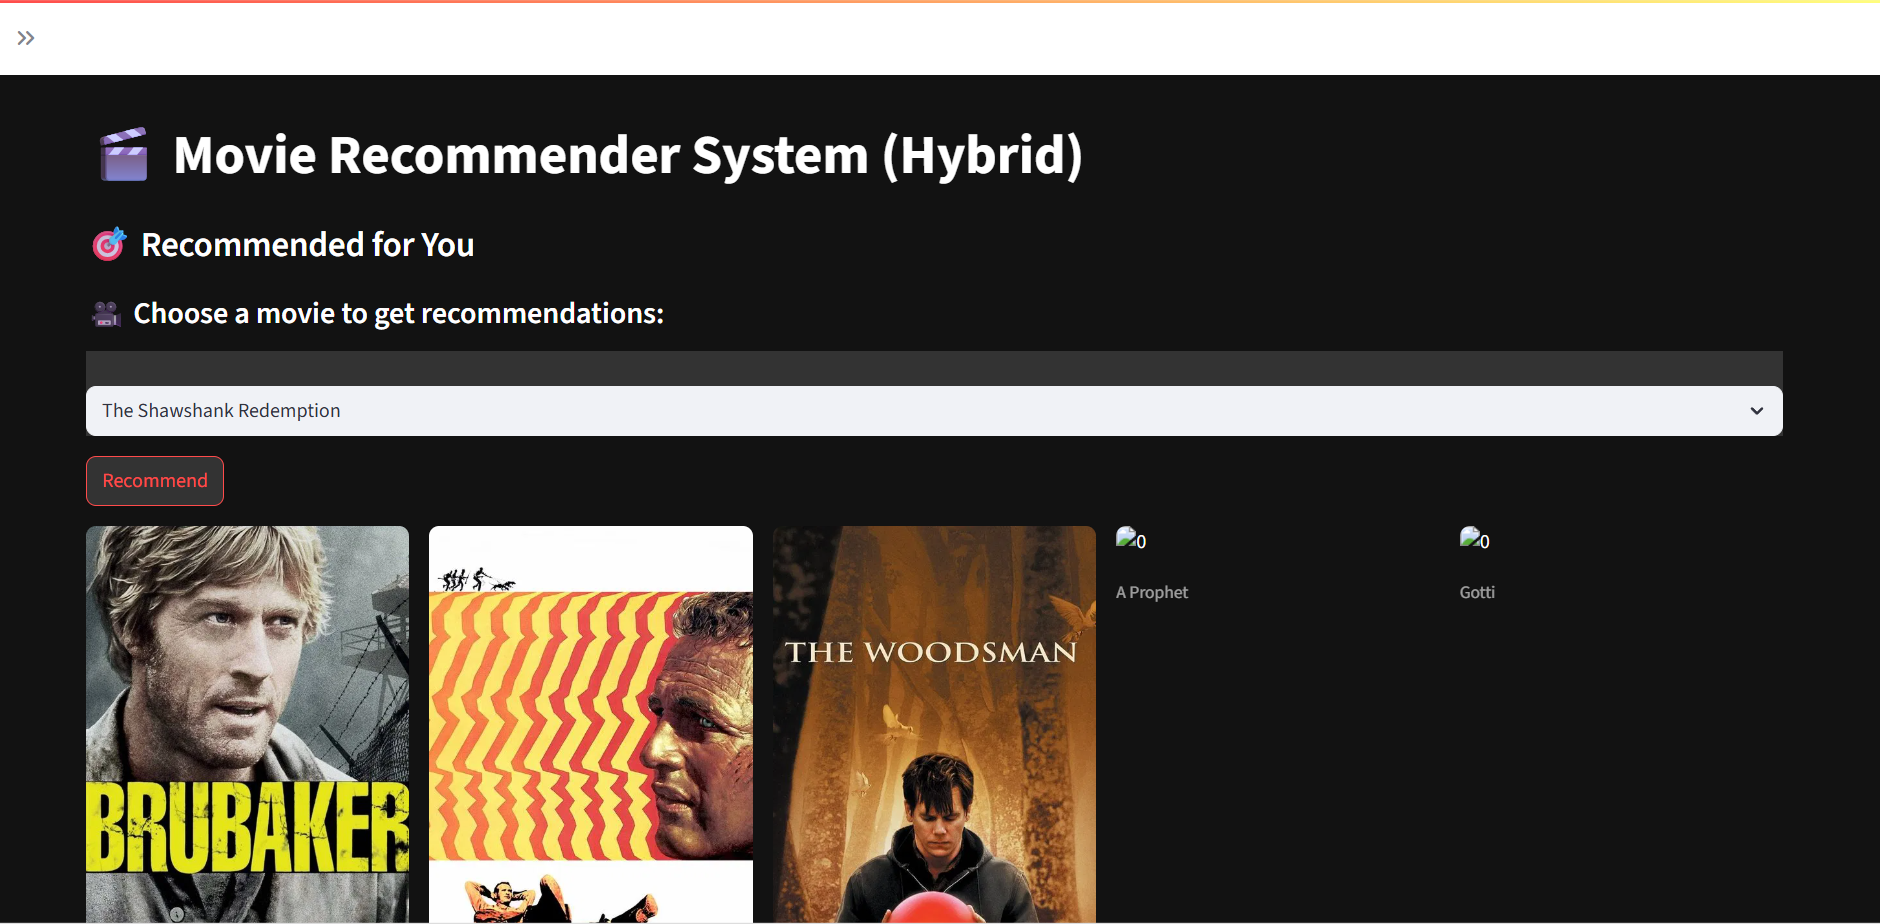 Movie Recommender System (Hybrid)
Recommended for You
Choose a movie to get recommendations:
The Shawshank Redemption
Recommend
BRUBAKER
THE WOODSMAN
0
A Prophet
0
Gotti